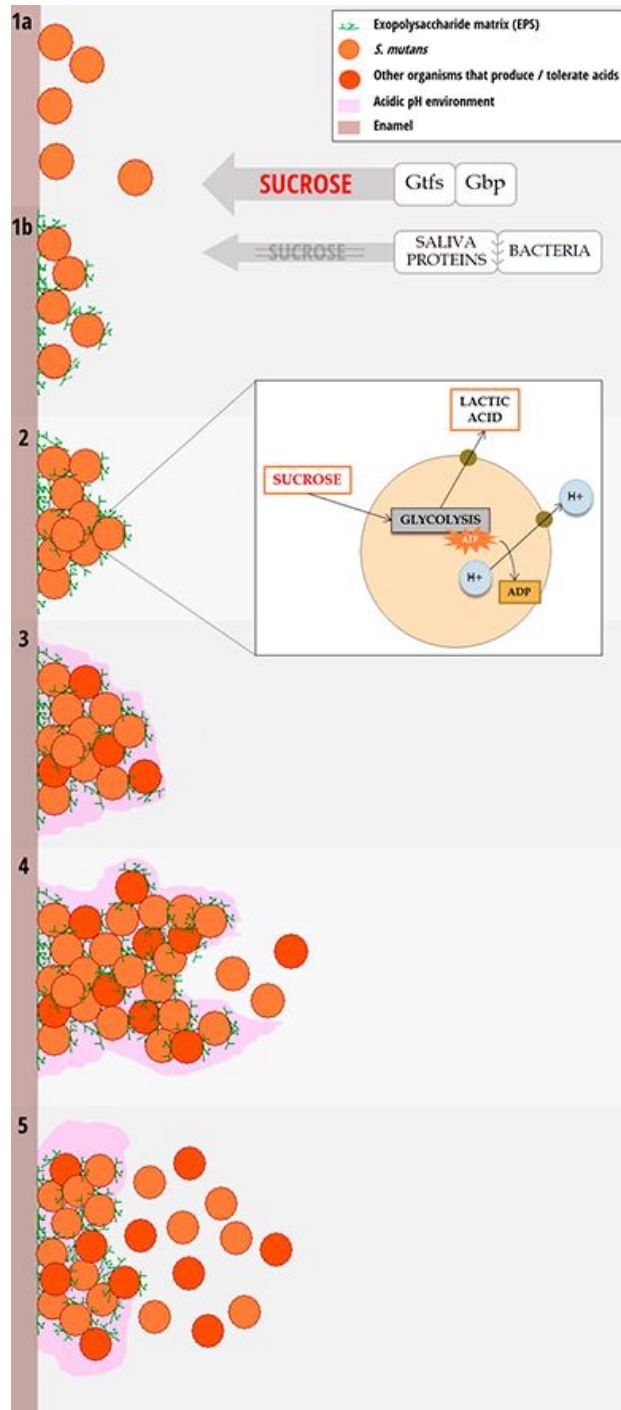 1a
Exopolysaccharide matrix (EPS)
S. mutans
Other organisms that produce / tolerate acids
Acidic pH environment
Enamel
SUCROSE
Gtfs
Gbp
1b
SUCROSE
SALIVA
PROTEINS
BACTERIA
2
LACTIC
ACID
SUCROSE
GLYCOLYSIS
ATP
H+
H+
ADP
3
4
5